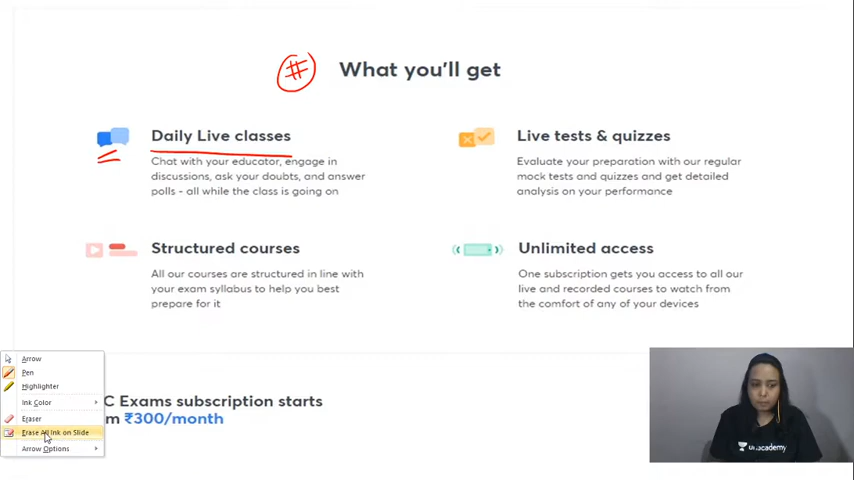 # What you'll get
Daily Live classes
Chat with your educator, engage in
discussions, ask your doubts, and answer
polls - all while the class is going on
Live tests & quizzes
Evaluate your preparation with our regular
mock tests and quizzes and get detailed
analysis on your performance
Structured courses
All our courses are structured in line with
your exam syllabus to help you best
prepare for it
Unlimited access
One subscription gets you access to all our
live and recorded courses to watch from
the comfort of any of your devices
Arrow
Pen
Highlighter
Ink Color
Eraser
Erase All Ink on Slide
Arrow Options
C Exams subscription starts
m ₹300/month
unacademy